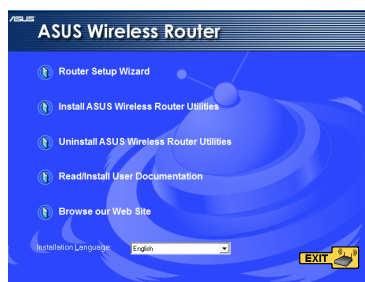 ASUS
ASUS Wireless Router
Router Setup Wizard
Install ASUS Wireless Router Utilities
Uninstall ASUS Wireless Router Utilities
Read/Install User Documentation
Browse our Web Site
Installation Language: English
EXIT